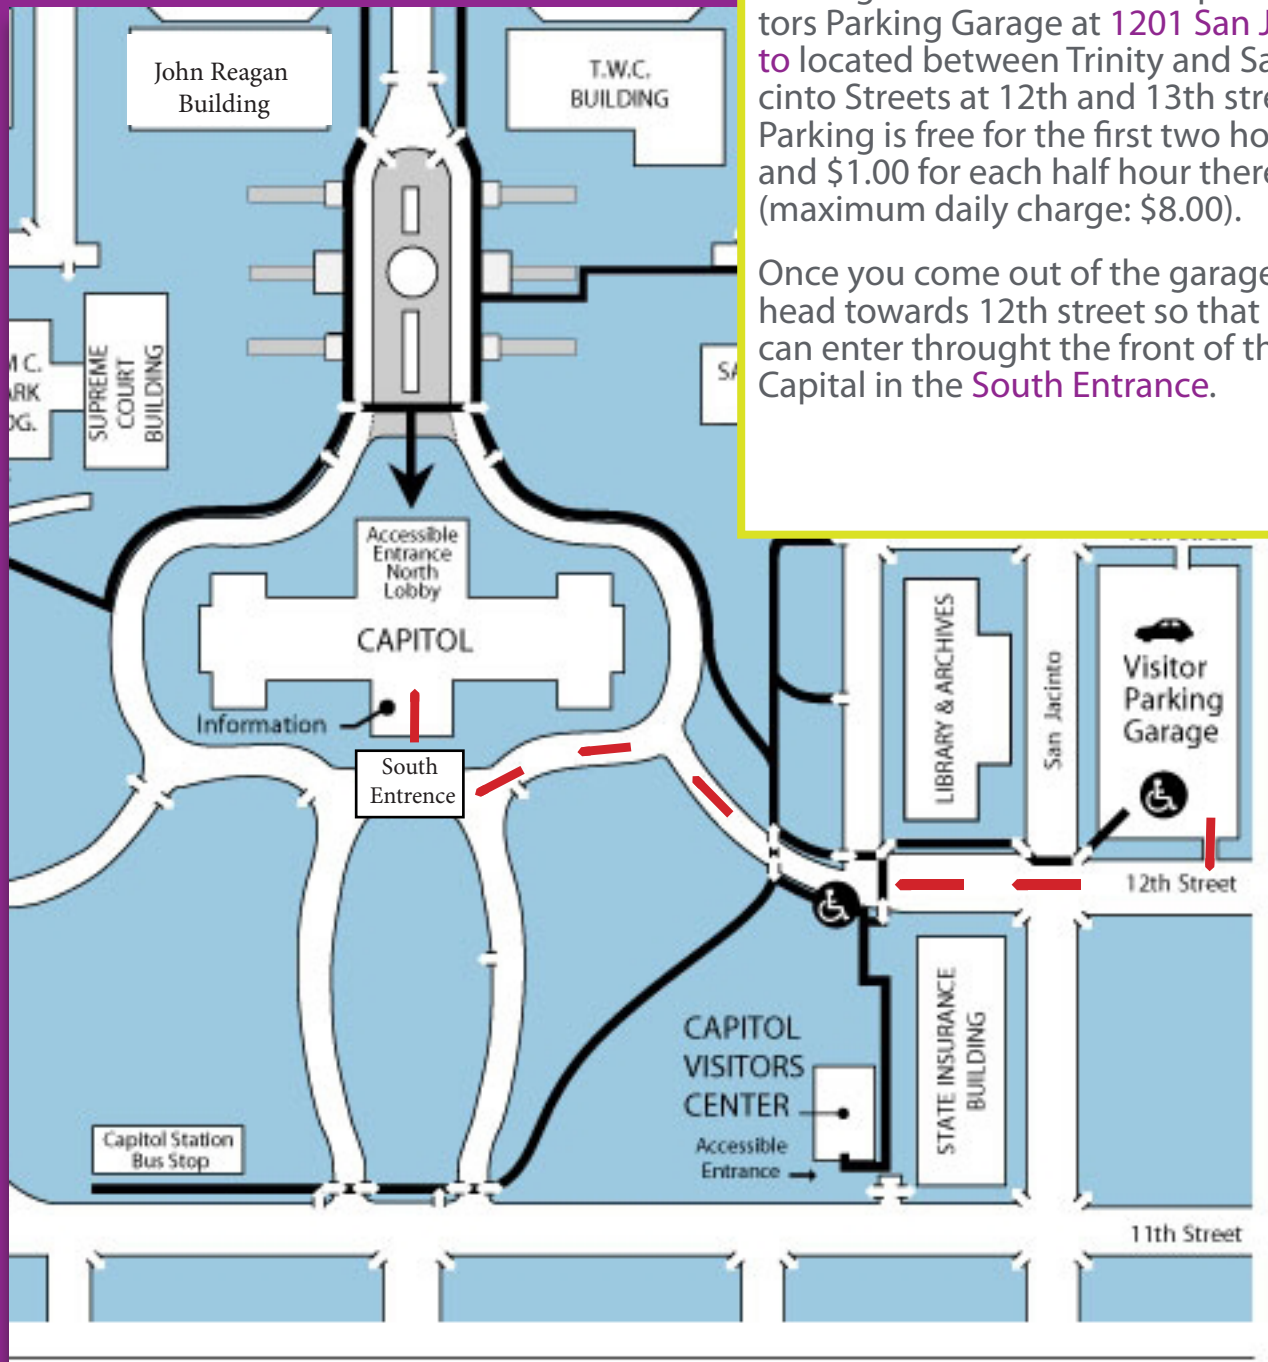 tors Parking Garage at 1201 San J
to located between Trinity and Sa
cinto Streets at 12th and 13th stre
Parking is free for the first two ho
and $1.00 for each half hour there
(maximum daily charge: $8.00).
Once you come out of the garage
head towards 12th street so that
can enter throught the front of th
Capital in the South Entrance.
John Reagan
Building
T.W.C.
BUILDING
M C.
ARK
DG.
SUPREME
COURT
BUILDING
SA
Accessible
Entrance
North
Lobby
CAPITOL
Information
South
Entrence
LIBRARY & ARCHIVES
San Jacinto
Visitor
Parking
Garage
12th Street
CAPITOL
VISITORS
CENTER
Accessible
Entrance
STATE INSURANCE
BUILDING
Capitol Station
Bus Stop
11th Street